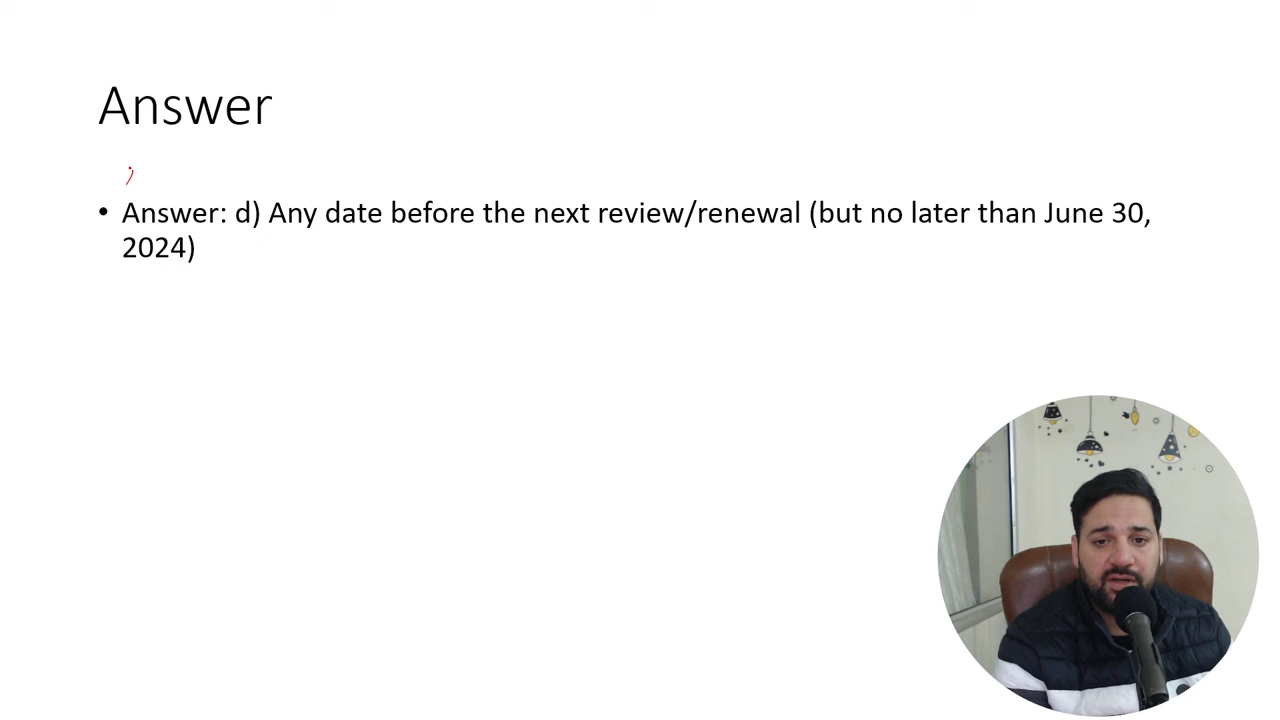 Answer
• Answer: d) Any date before the next review/renewal (but no later than June 30,
2024)